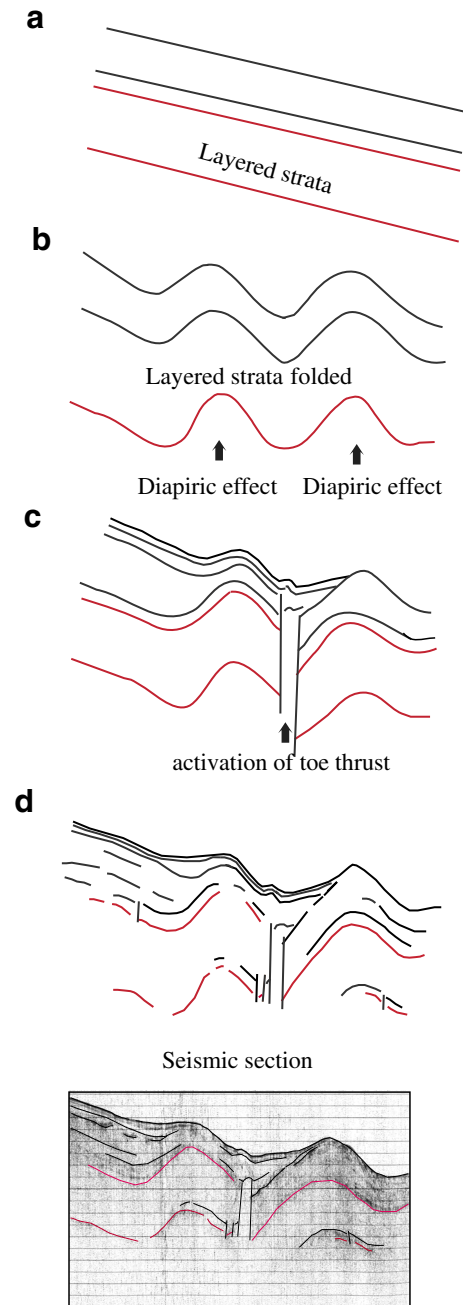 a
Layered strata
b
Layered strata folded
Diapiric effect Diapiric effect
c
activation of toe thrust
d
Seismic section